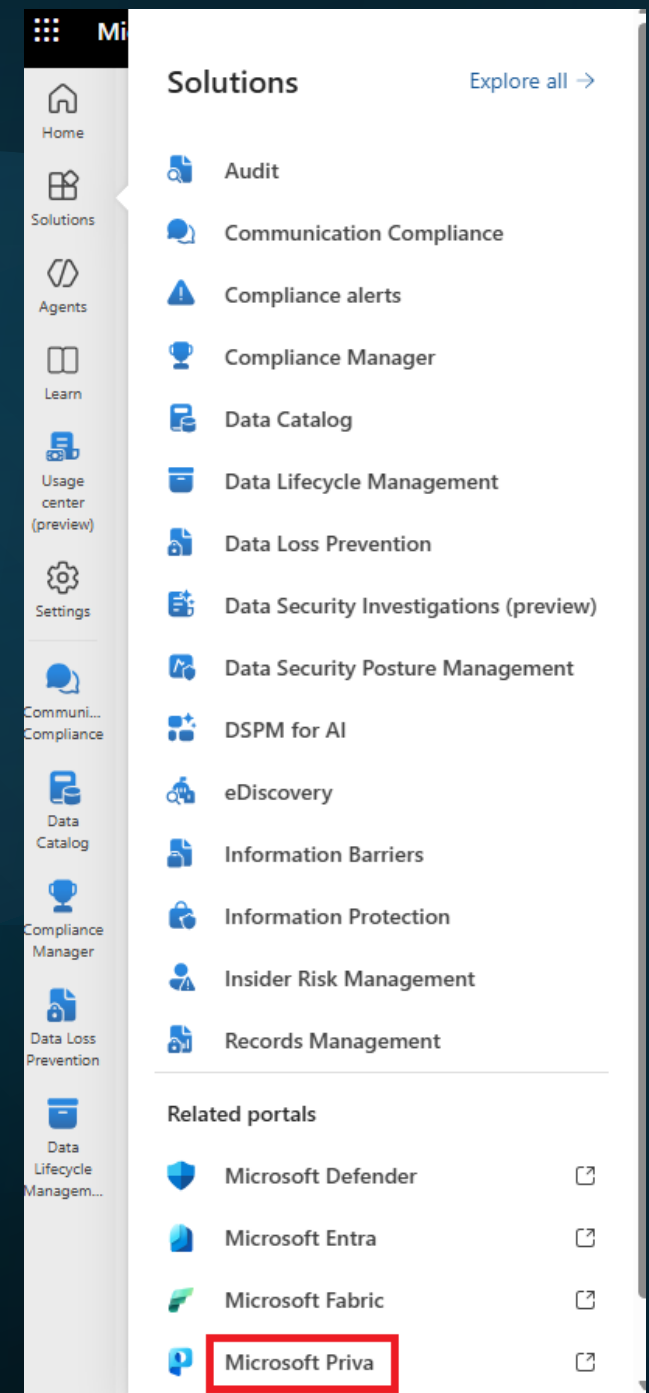 Mi
Home
Solutions
Agents
Learn
Usage
center
(preview)
Settings
Communi...
Compliance
Data
Catalog
Compliance
Manager
Data Loss
Prevention
Data
Lifecycle
Managem...
Solutions
Explore all →
Audit
Communication Compliance
Compliance alerts
Compliance Manager
Data Catalog
Data Lifecycle Management
Data Loss Prevention
Data Security Investigations (preview)
Data Security Posture Management
DSPM for AI
eDiscovery
Information Barriers
Information Protection
Insider Risk Management
Records Management
Related portals
Microsoft Defender
Microsoft Entra
Microsoft Fabric
Microsoft Priva